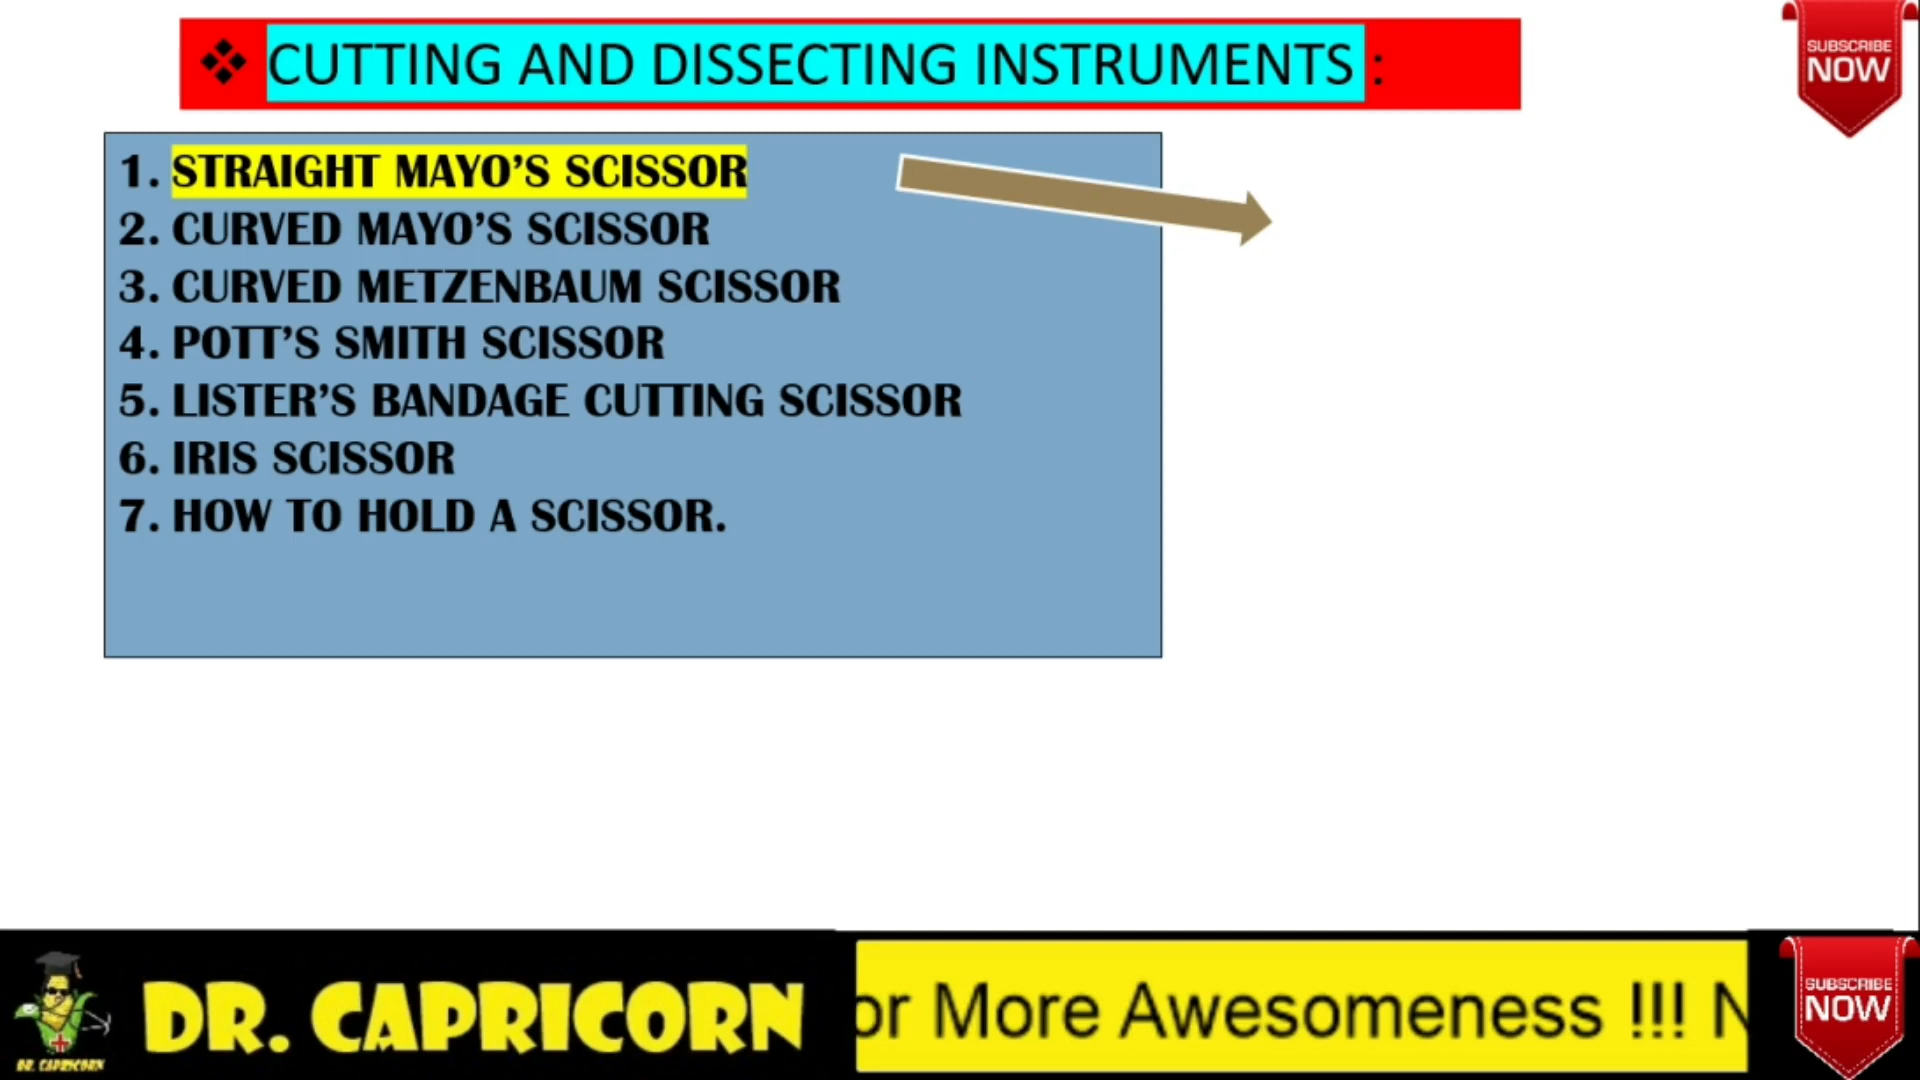 ❖ CUTTING AND DISSECTING INSTRUMENTS :
SUBSCRIBE
NOW
1. STRAIGHT MAYO’S SCISSOR
2. CURVED MAYO’S SCISSOR
3. CURVED METZENBAUM SCISSOR
4. POTT’S SMITH SCISSOR
5. LISTER’S BANDAGE CUTTING SCISSOR
6. IRIS SCISSOR
7. HOW TO HOLD A SCISSOR.
DR. CAPRICORN
DR. CAPRICORN
or More Awesomeness !!! N
SUBSCRIBE
NOW